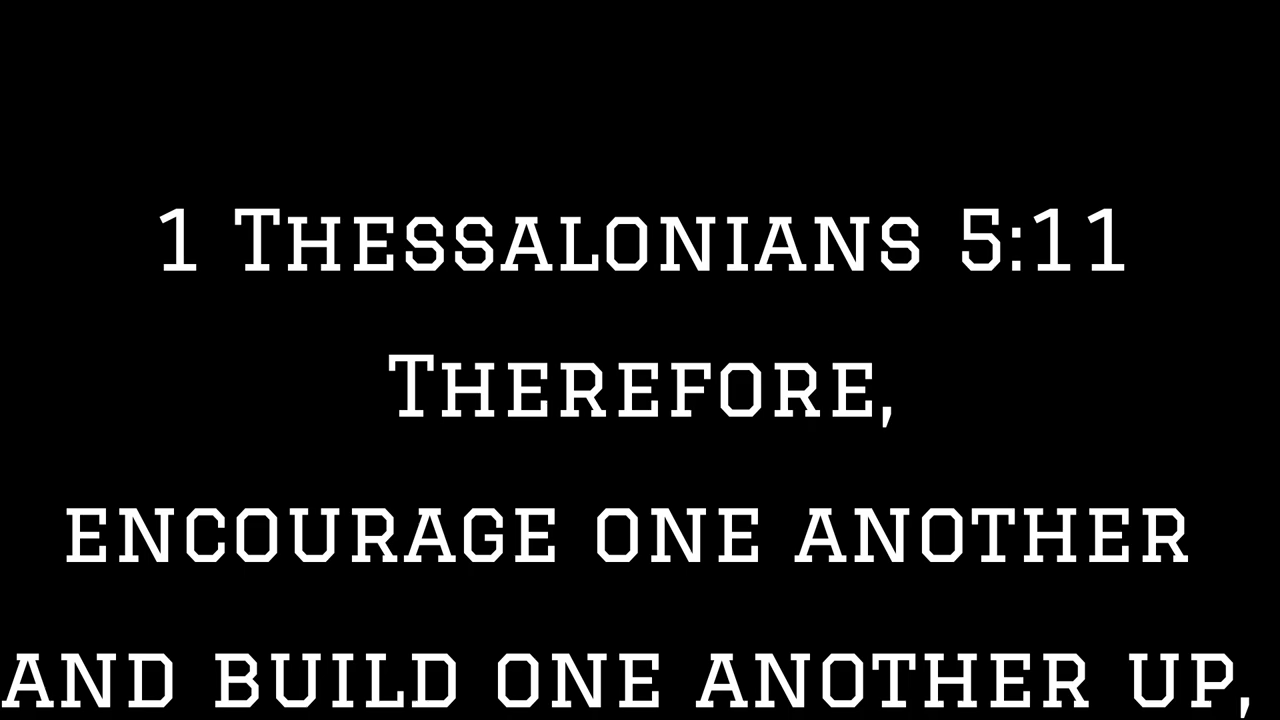 1 Thessalonians 5:11
Therefore,
encourage one another
and build one another up,